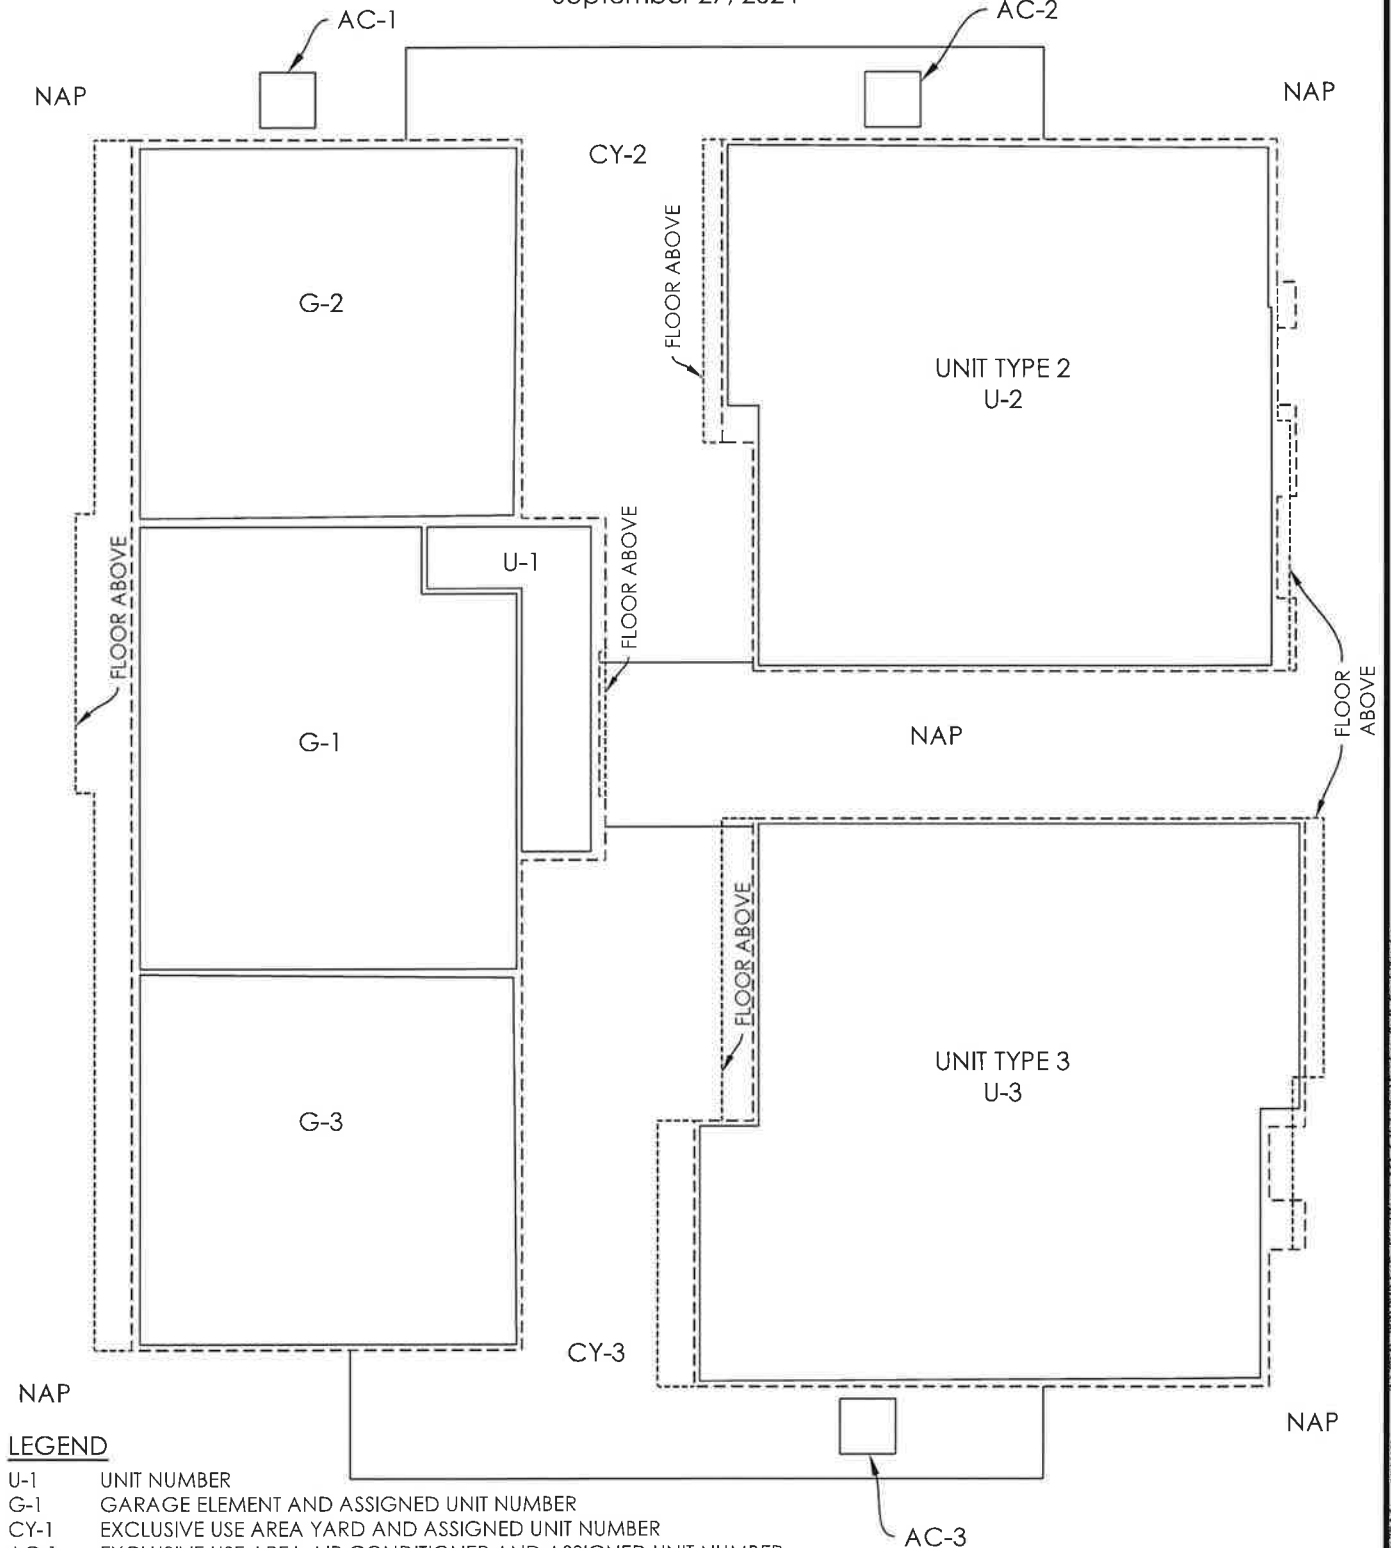 AC-1
AC-2
NAP
NAP
CY-2
FLOOR ABOVE
G-2
UNIT TYPE 2
U-2
U-1
FLOOR ABOVE
FLOOR ABOVE
FLOOR
ABOVE
G-1
NAP
FLOOR ABOVE
UNIT TYPE 3
U-3
G-3
CY-3
NAP
NAP
LEGEND
U-1 UNIT NUMBER
G-1 GARAGE ELEMENT AND ASSIGNED UNIT NUMBER
CY-1 EXCLUSIVE USE AREA YARD AND ASSIGNED UNIT NUMBER
AC-3